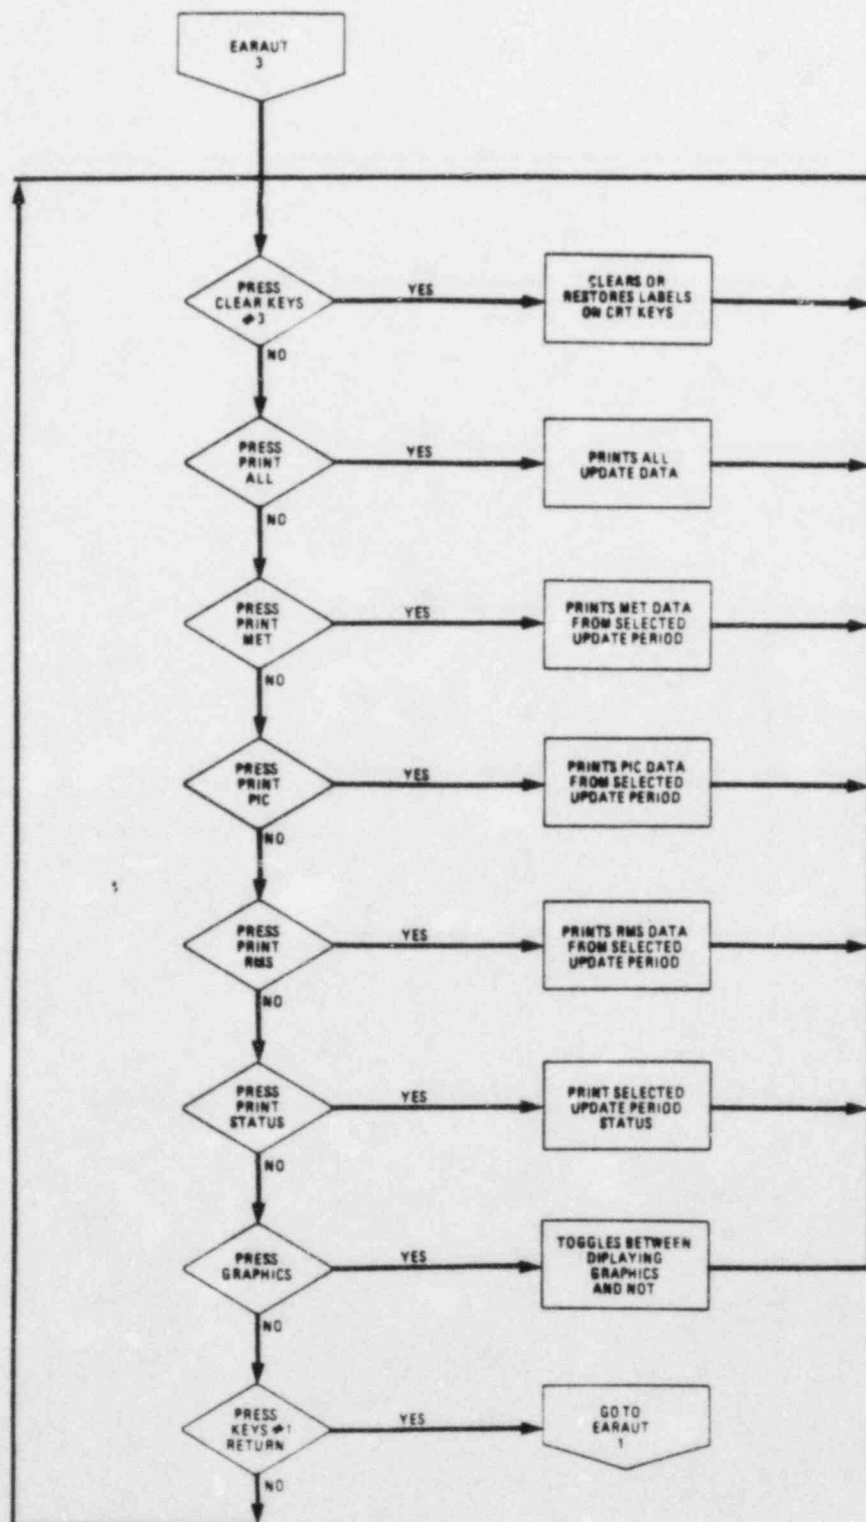 EARAUT
3
PRESS
CLEAR KEYS
#3
YES
CLEARS OR
RESTORES LABELS
ON CRT KEYS
NO
PRESS
PRINT
ALL
YES
PRINTS ALL
UPDATE DATA
NO
PRESS
PRINT
MET
YES
PRINTS MET DATA
FROM SELECTED
UPDATE PERIOD
NO
PRESS
PRINT
PIC
YES
PRINTS PIC DATA
FROM SELECTED
UPDATE PERIOD
NO
PRESS
PRINT
RMS
YES
PRINTS RMS DATA
FROM SELECTED
UPDATE PERIOD
NO
PRESS
PRINT
STATUS
YES
PRINT SELECTED
UPDATE PERIOD
STATUS
NO
PRESS
GRAPHICS
YES
TOGGLES BETWEEN
DIPLAYING
GRAPHICS
AND NOT
NO
PRESS
KEYS #1
RETURN
YES
GO TO
EARAUT
1
NO